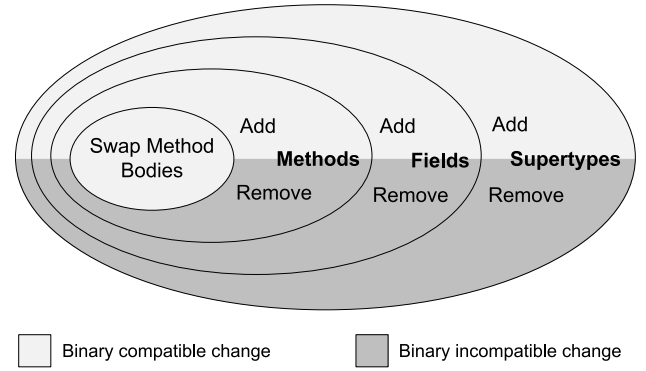 Swap Method
Bodies
Add
Methods
Remove
Add
Fields
Remove
Add
Supertypes
Remove
Binary compatible change
Binary incompatible change